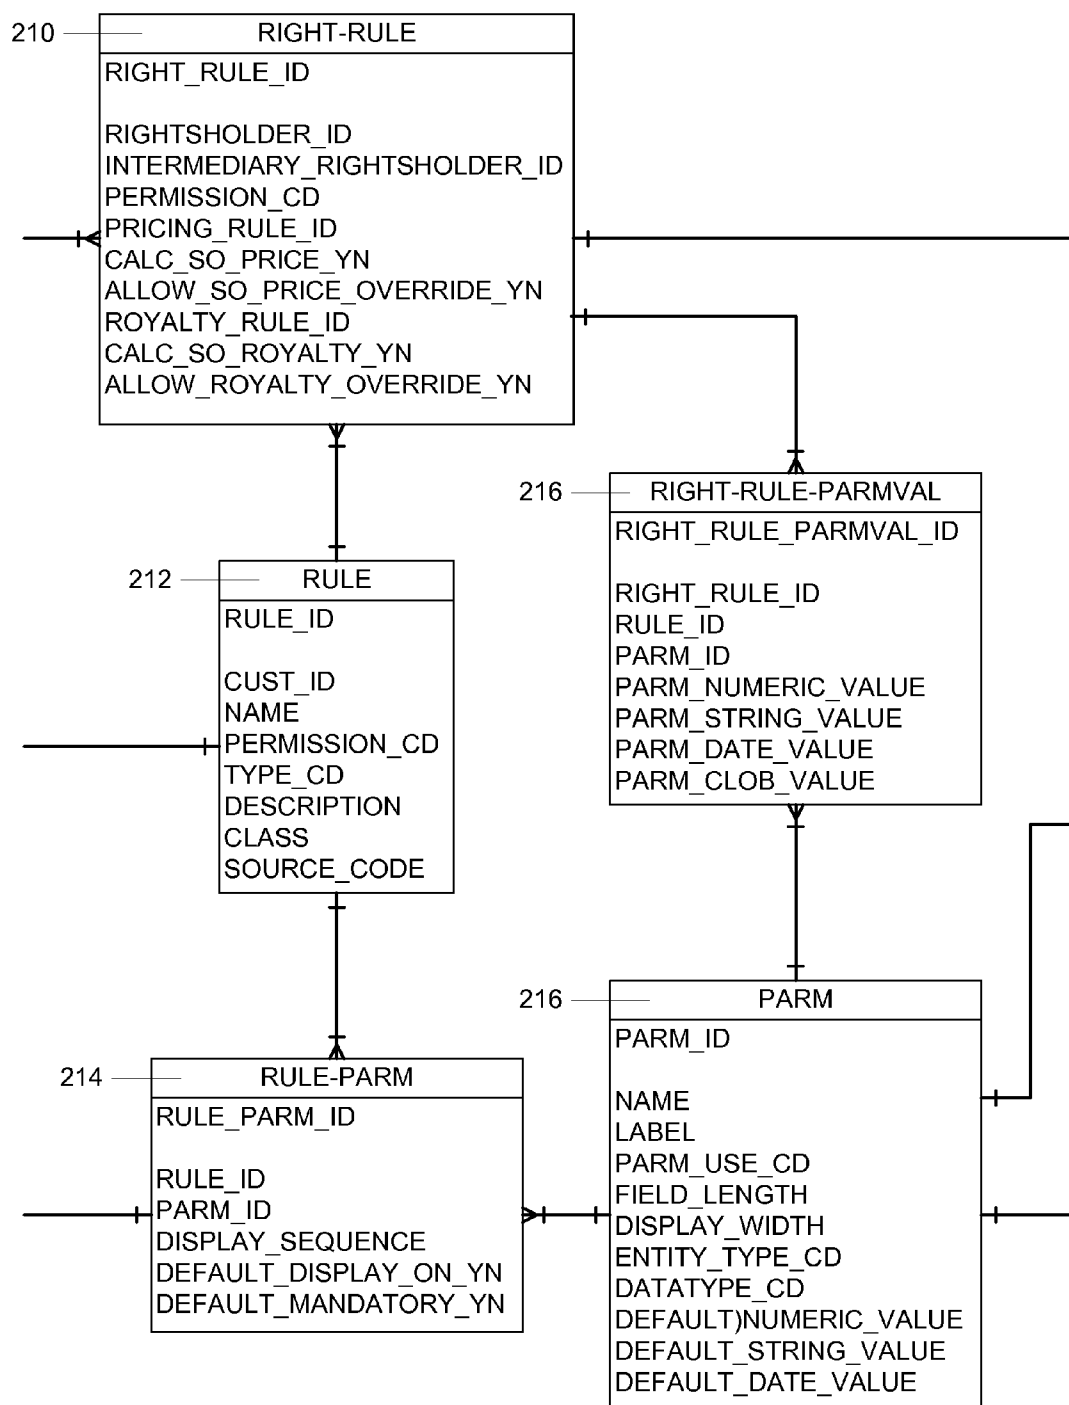 210
RIGHT-RULE
RIGHT_RULE_ID
RIGHTSHOLDER_ID
INTERMEDIARY_RIGHTSHOLDER_ID
PERMISSION_CD
PRICING_RULE_ID
CALC_SO_PRICE_YN
ALLOW_SO_PRICE_OVERRIDE_YN
ROYALTY_RULE_ID
CALC_SO_ROYALTY_YN
ALLOW_ROYALTY_OVERRIDE_YN
216
RIGHT-RULE-PARMVAL
RIGHT_RULE_PARMVAL_ID
RIGHT_RULE_ID
RULE_ID
PARM_ID
PARM_NUMERIC_VALUE
PARM_STRING_VALUE
PARM_DATE_VALUE
PARM_CLOB_VALUE
212
RULE
RULE_ID
CUST_ID
NAME
PERMISSION_CD
TYPE_CD
DESCRIPTION
CLASS
SOURCE_CODE
216
PARM
PARM_ID
NAME
LABEL
PARM_USE_CD
FIELD_LENGTH
DISPLAY_WIDTH
ENTITY_TYPE_CD
DATATYPE_CD
DEFAULT)NUMERIC_VALUE
DEFAULT_STRING_VALUE
DEFAULT_DATE_VALUE
214
RULE-PARM
RULE_PARM_ID
RULE_ID
PARM_ID
DISPLAY_SEQUENCE
DEFAULT_DISPLAY_ON_YN
DEFAULT_MANDATORY_YN